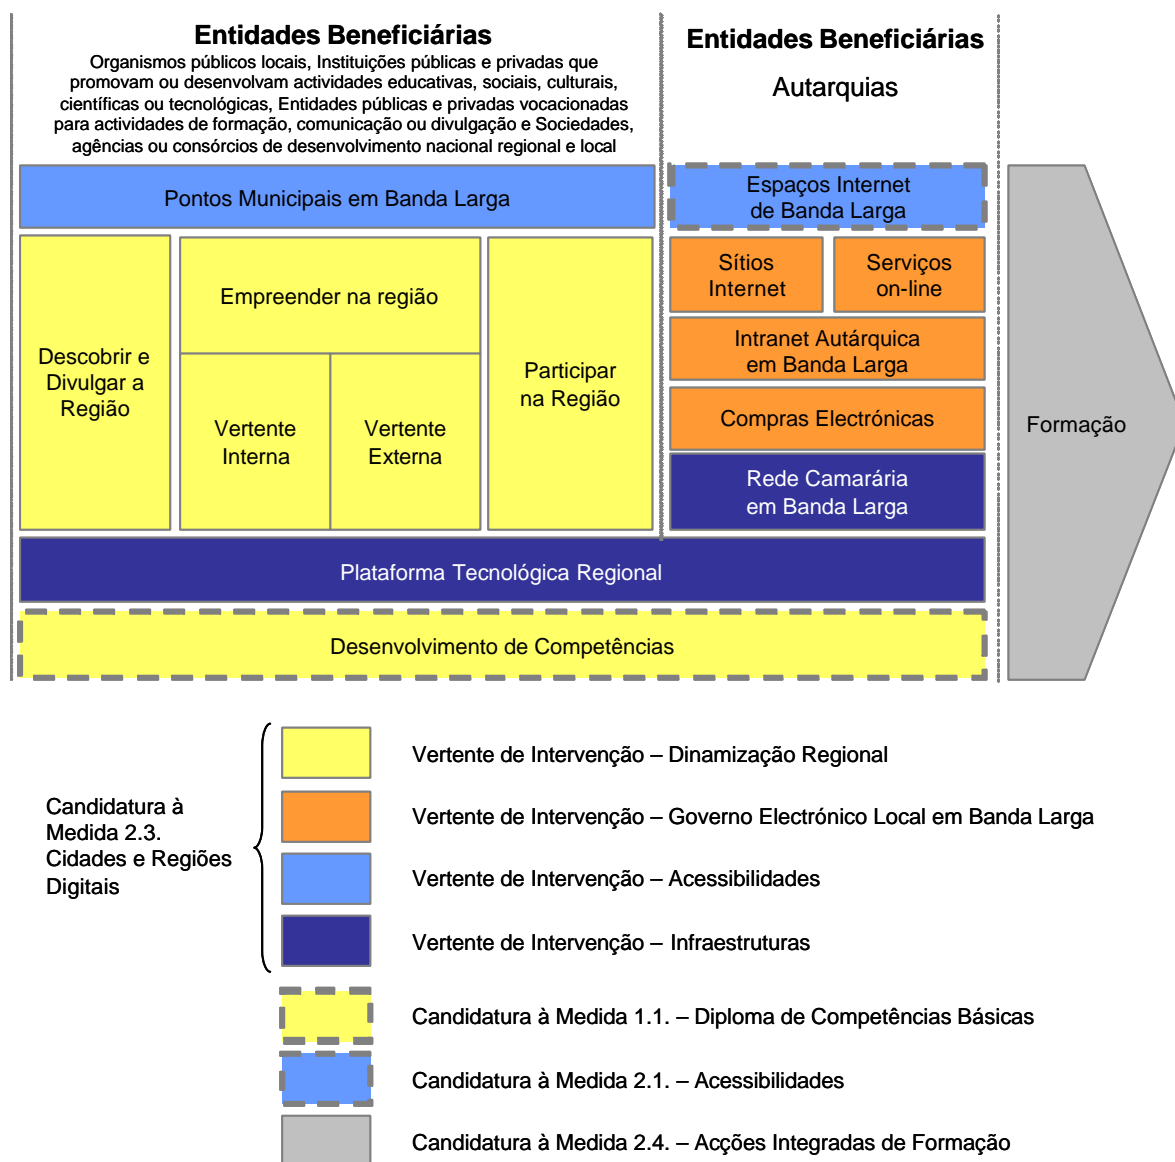 Entidades Beneficiárias
Organismos públicos locais, Instituições públicas e privadas que
promovam ou desenvolvam actividades educativas, sociais, culturais,
científicas ou tecnológicas, Entidades públicas e privadas vocacionadas
para actividades de formação, comunicação ou divulgação e Sociedades,
agências ou consórcios de desenvolvimento nacional regional e local
Entidades Beneficiárias
Autarquias
Pontos Municipais em Banda Larga
Espaços Internet
de Banda Larga
Descobrir e
Divulgar a
Região
Empreender na região
Vertente
Interna
Vertente
Externa
Participar
na Região
Sítios
Internet
Serviços
on-line
Intranet Autárquica
em Banda Larga
Compras Electrónicas
Rede Camarária
em Banda Larga
Formação
Plataforma Tecnológica Regional
Desenvolvimento de Competências
Candidatura à
Medida 2.3.
Cidades e Regiões
Digitais
Vertente de Intervenção – Dinamização Regional
Vertente de Intervenção – Governo Electrónico Local em Banda Larga
Vertente de Intervenção – Acessibilidades
Vertente de Intervenção – Infraestruturas
Candidatura à Medida 1.1. – Diploma de Competências Básicas
Candidatura à Medida 2.1. – Acessibilidades
Candidatura à Medida 2.4. – Acções Integradas de Formação